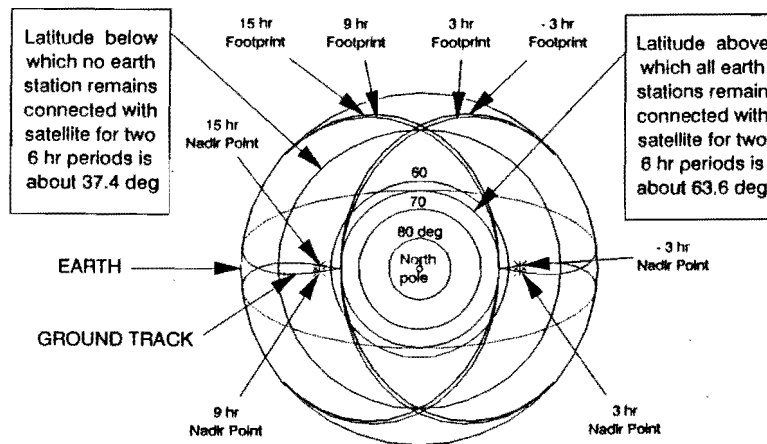 15 hr
Footprint
9 hr
Footprint
3 hr
Footprint
- 3 hr
Footprint
Latitude below
which no earth
station remains
connected with
satellite for two
6 hr periods is
about 37.4 deg
Latitude above
which all earth
stations remain
connected with
satellite for two
6 hr periods is
about 63.6 deg
15 hr
Nadir Point
60
70
80 deg
North
pole
EARTH
- 3 hr
Nadir Point
GROUND TRACK
9 hr
Nadir Point
3 hr
Nadir Point